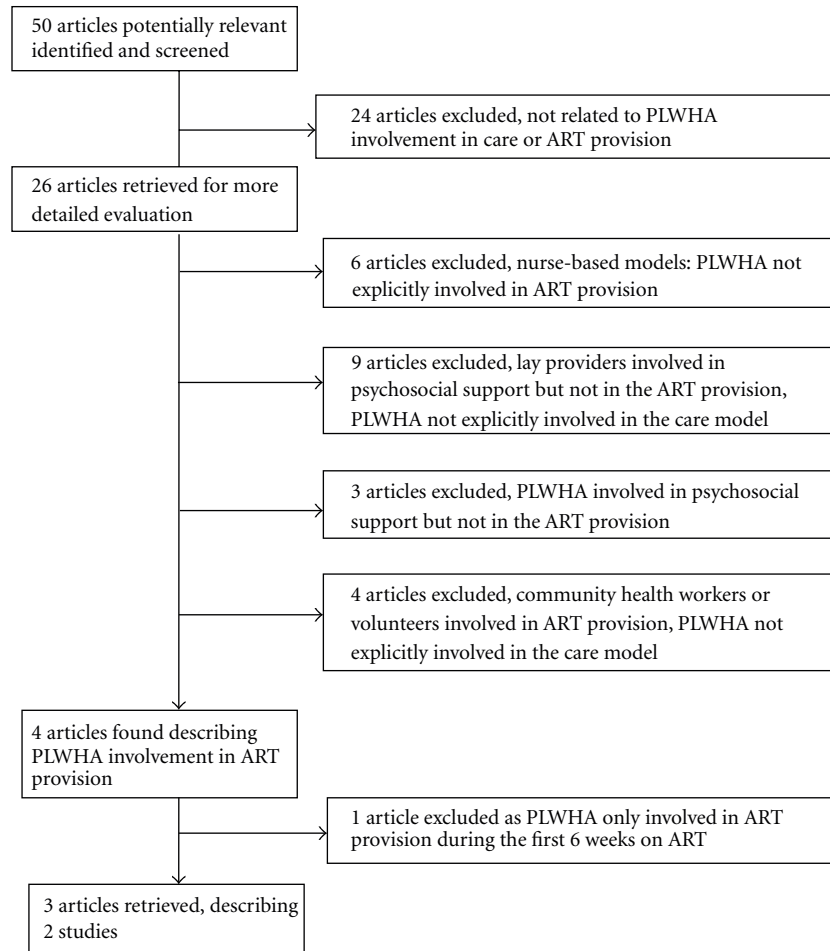 50 articles potentially relevant
identified and screened
24 articles excluded, not related to PLWHA
involvement in care or ART provision
26 articles retrieved for more
detailed evaluation
6 articles excluded, nurse-based models: PLWHA not
explicitly involved in ART provision
9 articles excluded, lay providers involved in
psychosocial support but not in the ART provision,
PLWHA not explicitly involved in the care model
3 articles excluded, PLWHA involved in psychosocial
support but not in the ART provision
4 articles excluded, community health workers or
volunteers involved in ART provision, PLWHA not
explicitly involved in the care model
4 articles found describing
PLWHA involvement in ART
provision
1 article excluded as PLWHA only involved in ART
provision during the first 6 weeks on ART
3 articles retrieved, describing
2 studies